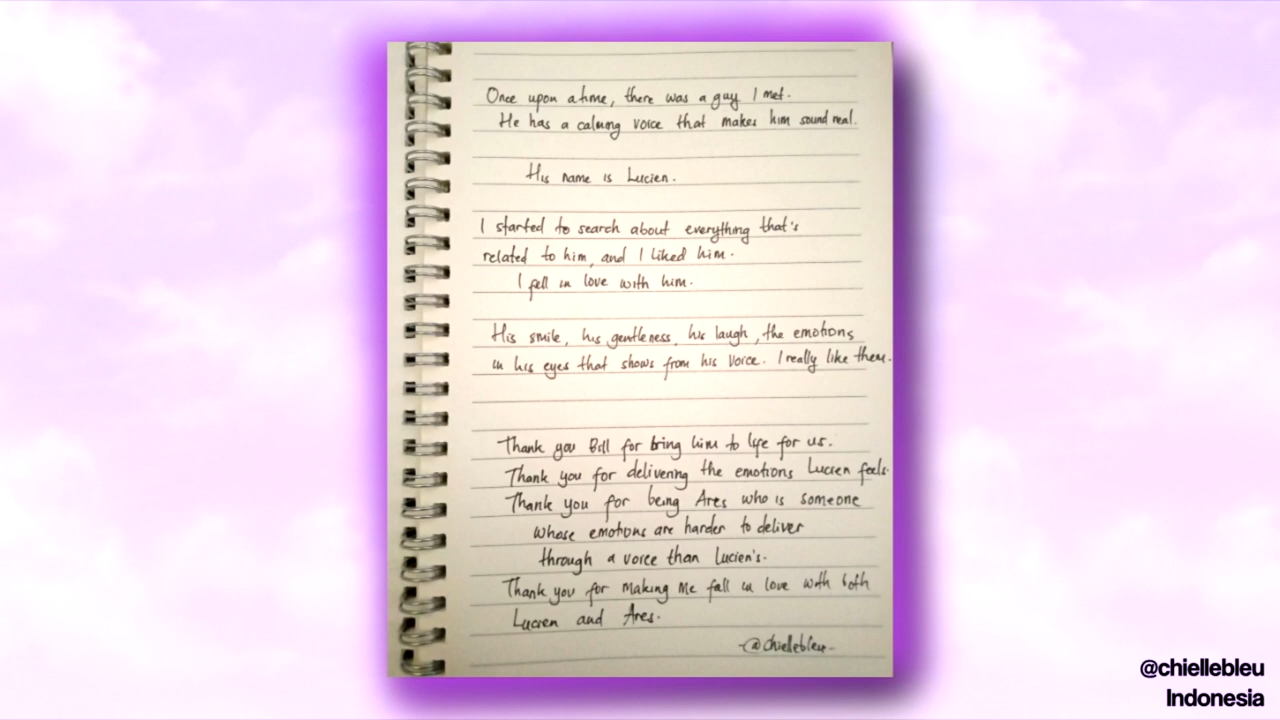 Once upon a time, there was a guy I met.
He has a calming voice that makes him sound real.
His name is Lucien.
I started to search about everything that's
related to him, and I liked him.
I fell in love with him.
His smile, his gentleness, his laugh, the emotions
in his eyes that shows from his voice. I really like them.
Thank you Bill for bring him to life for us.
Thank you for delivering the emotions Lucien feels.
Thank you for being Ares who is someone
whose emotions are harder to deliver
through a voice than Lucien's.
Thank you for making me fall in love with both
Lucien and Ares.
-@chiellebleu-
@chiellebleu
Indonesia